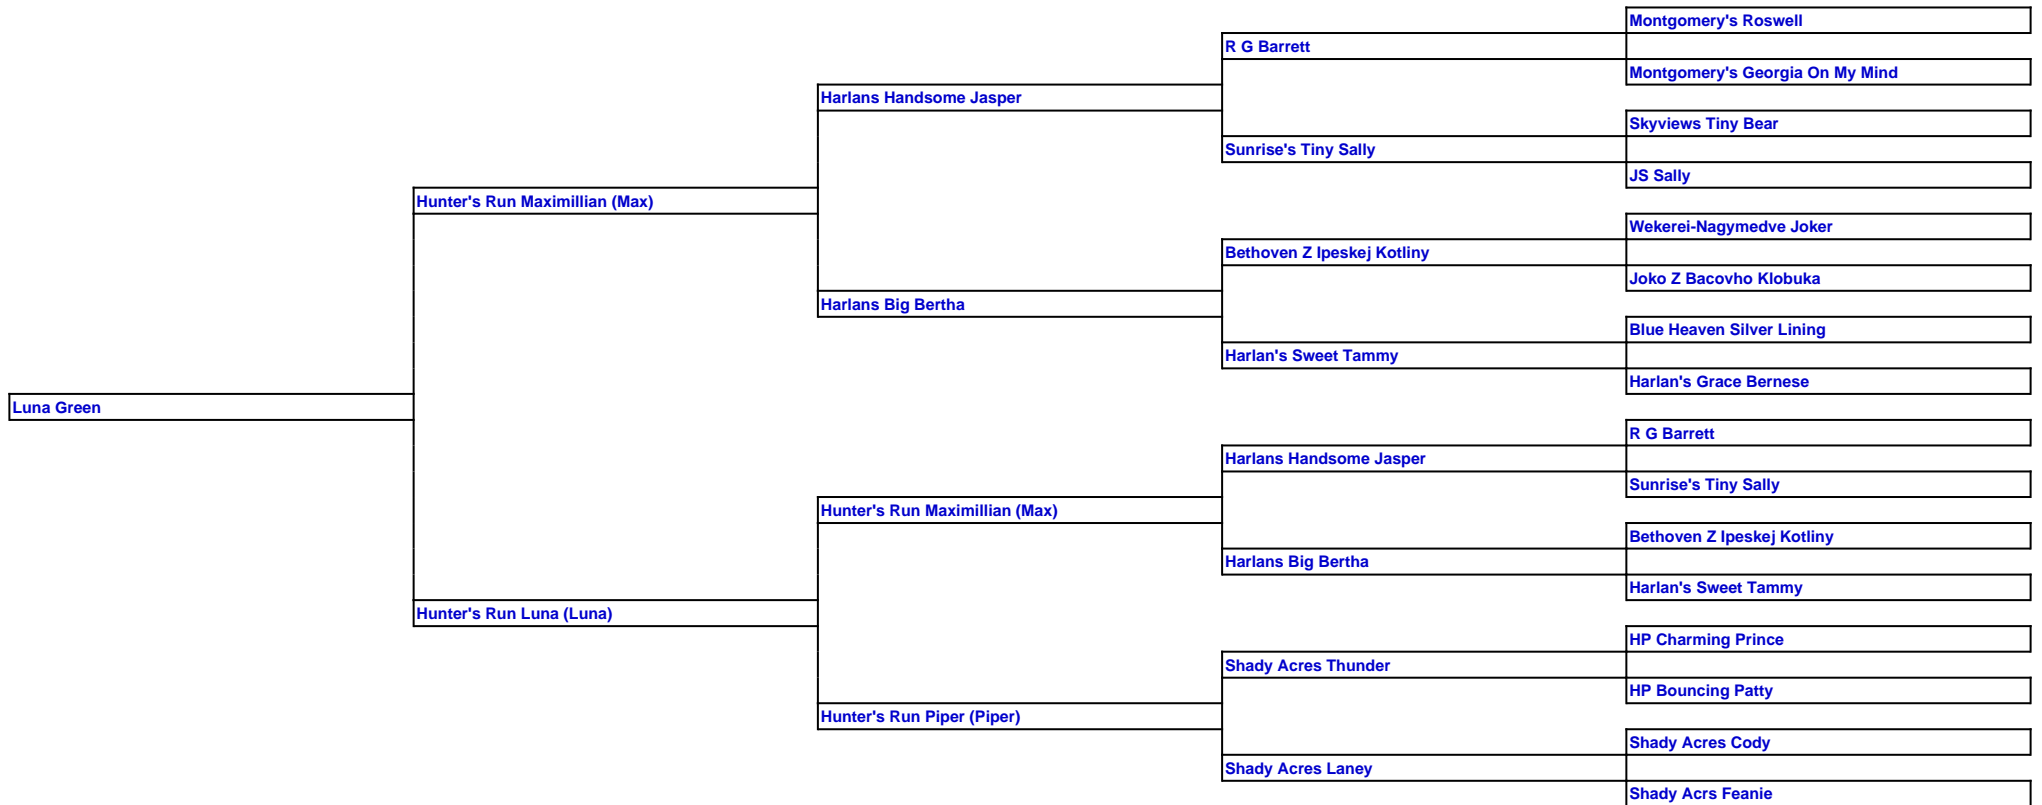 Montgomery's Roswell
R G Barrett
Montgomery's Georgia On My Mind
Harlans Handsome Jasper
Skyviews Tiny Bear
Sunrise's Tiny Sally
JS Sally
Hunter's Run Maximillian (Max)
Wekerei-Nagymedve Joker
Bethoven Z Ipeskej Kotliny
Joko Z Bacovho Klobuka
Harlans Big Bertha
Blue Heaven Silver Lining
Harlan's Sweet Tammy
Harlan's Grace Bernese
Luna Green
R G Barrett
Harlans Handsome Jasper
Sunrise's Tiny Sally
Hunter's Run Maximillian (Max)
Bethoven Z Ipeskej Kotliny
Harlans Big Bertha
Harlan's Sweet Tammy
Hunter's Run Luna (Luna)
HP Charming Prince
Shady Acres Thunder
HP Bouncing Patty
Hunter's Run Piper (Piper)
Shady Acres Cody
Shady Acres Laney
Shady Acrs Feanie